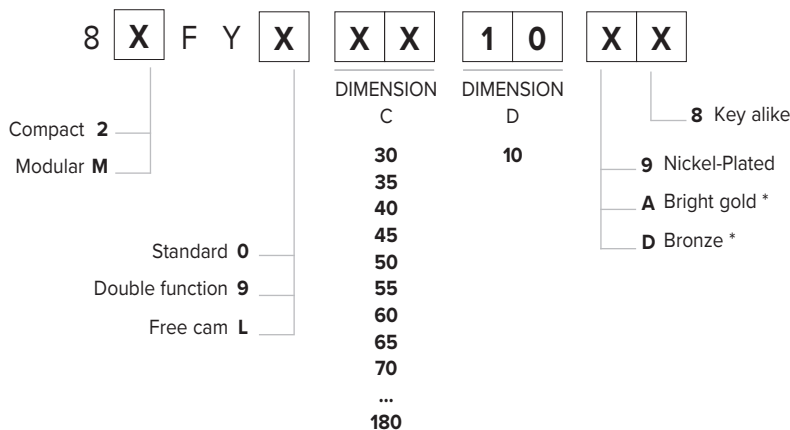 8 X F Y X X X 1 0 X X
DIMENSION DIMENSION
C D
8 Key alike
Compact 2
30 10
9 Nickel-Plated
Modular M
35
A Bright gold *
40
45
D Bronze *
Standard 0
50
Double function 9
55
60
Free cam L
65
70
...
180